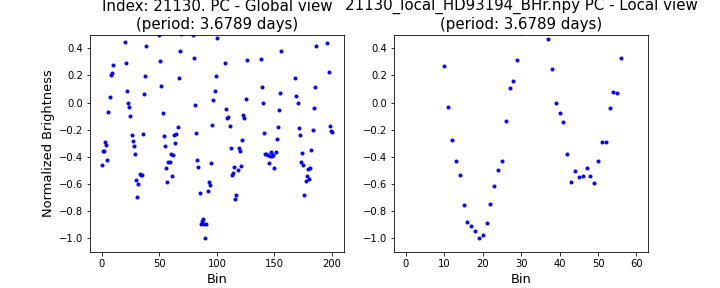 Index: 21130. PC - Global view
(period: 3.6789 days)
21130_local_HD93194_BHr.npy PC - Local view
(period: 3.6789 days)
Normalized Brightness
0.4
0.2
0.0
−0.2
−0.4
−0.6
−0.8
−1.0
0 50 100 150 200
Bin
0.4
0.2
0.0
−0.2
−0.4
−0.6
−0.8
−1.0
0 10 20 30 40 50 60
Bin